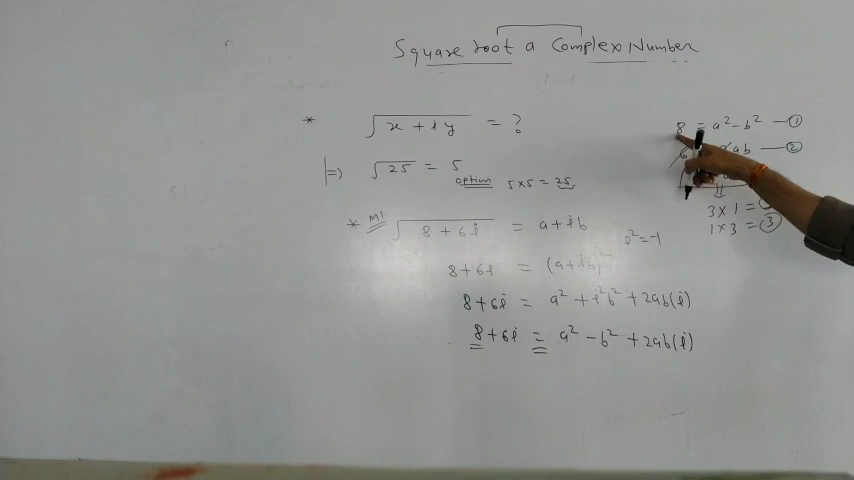 Square root a Complex Number
* √x + iy = ?
|⇒ √25 = 5
option 5×5 = 25
* M1 √8 + 6i = a + ib
i² = -1
8 + 6i = (a + ib)²
8 + 6i = a² + i²b² + 2ab(i)
8 + 6i = a² - b² + 2ab(i)
8 = a² - b² — ①
6 ab — ②
3 × 1 =
1 × 3 = ③